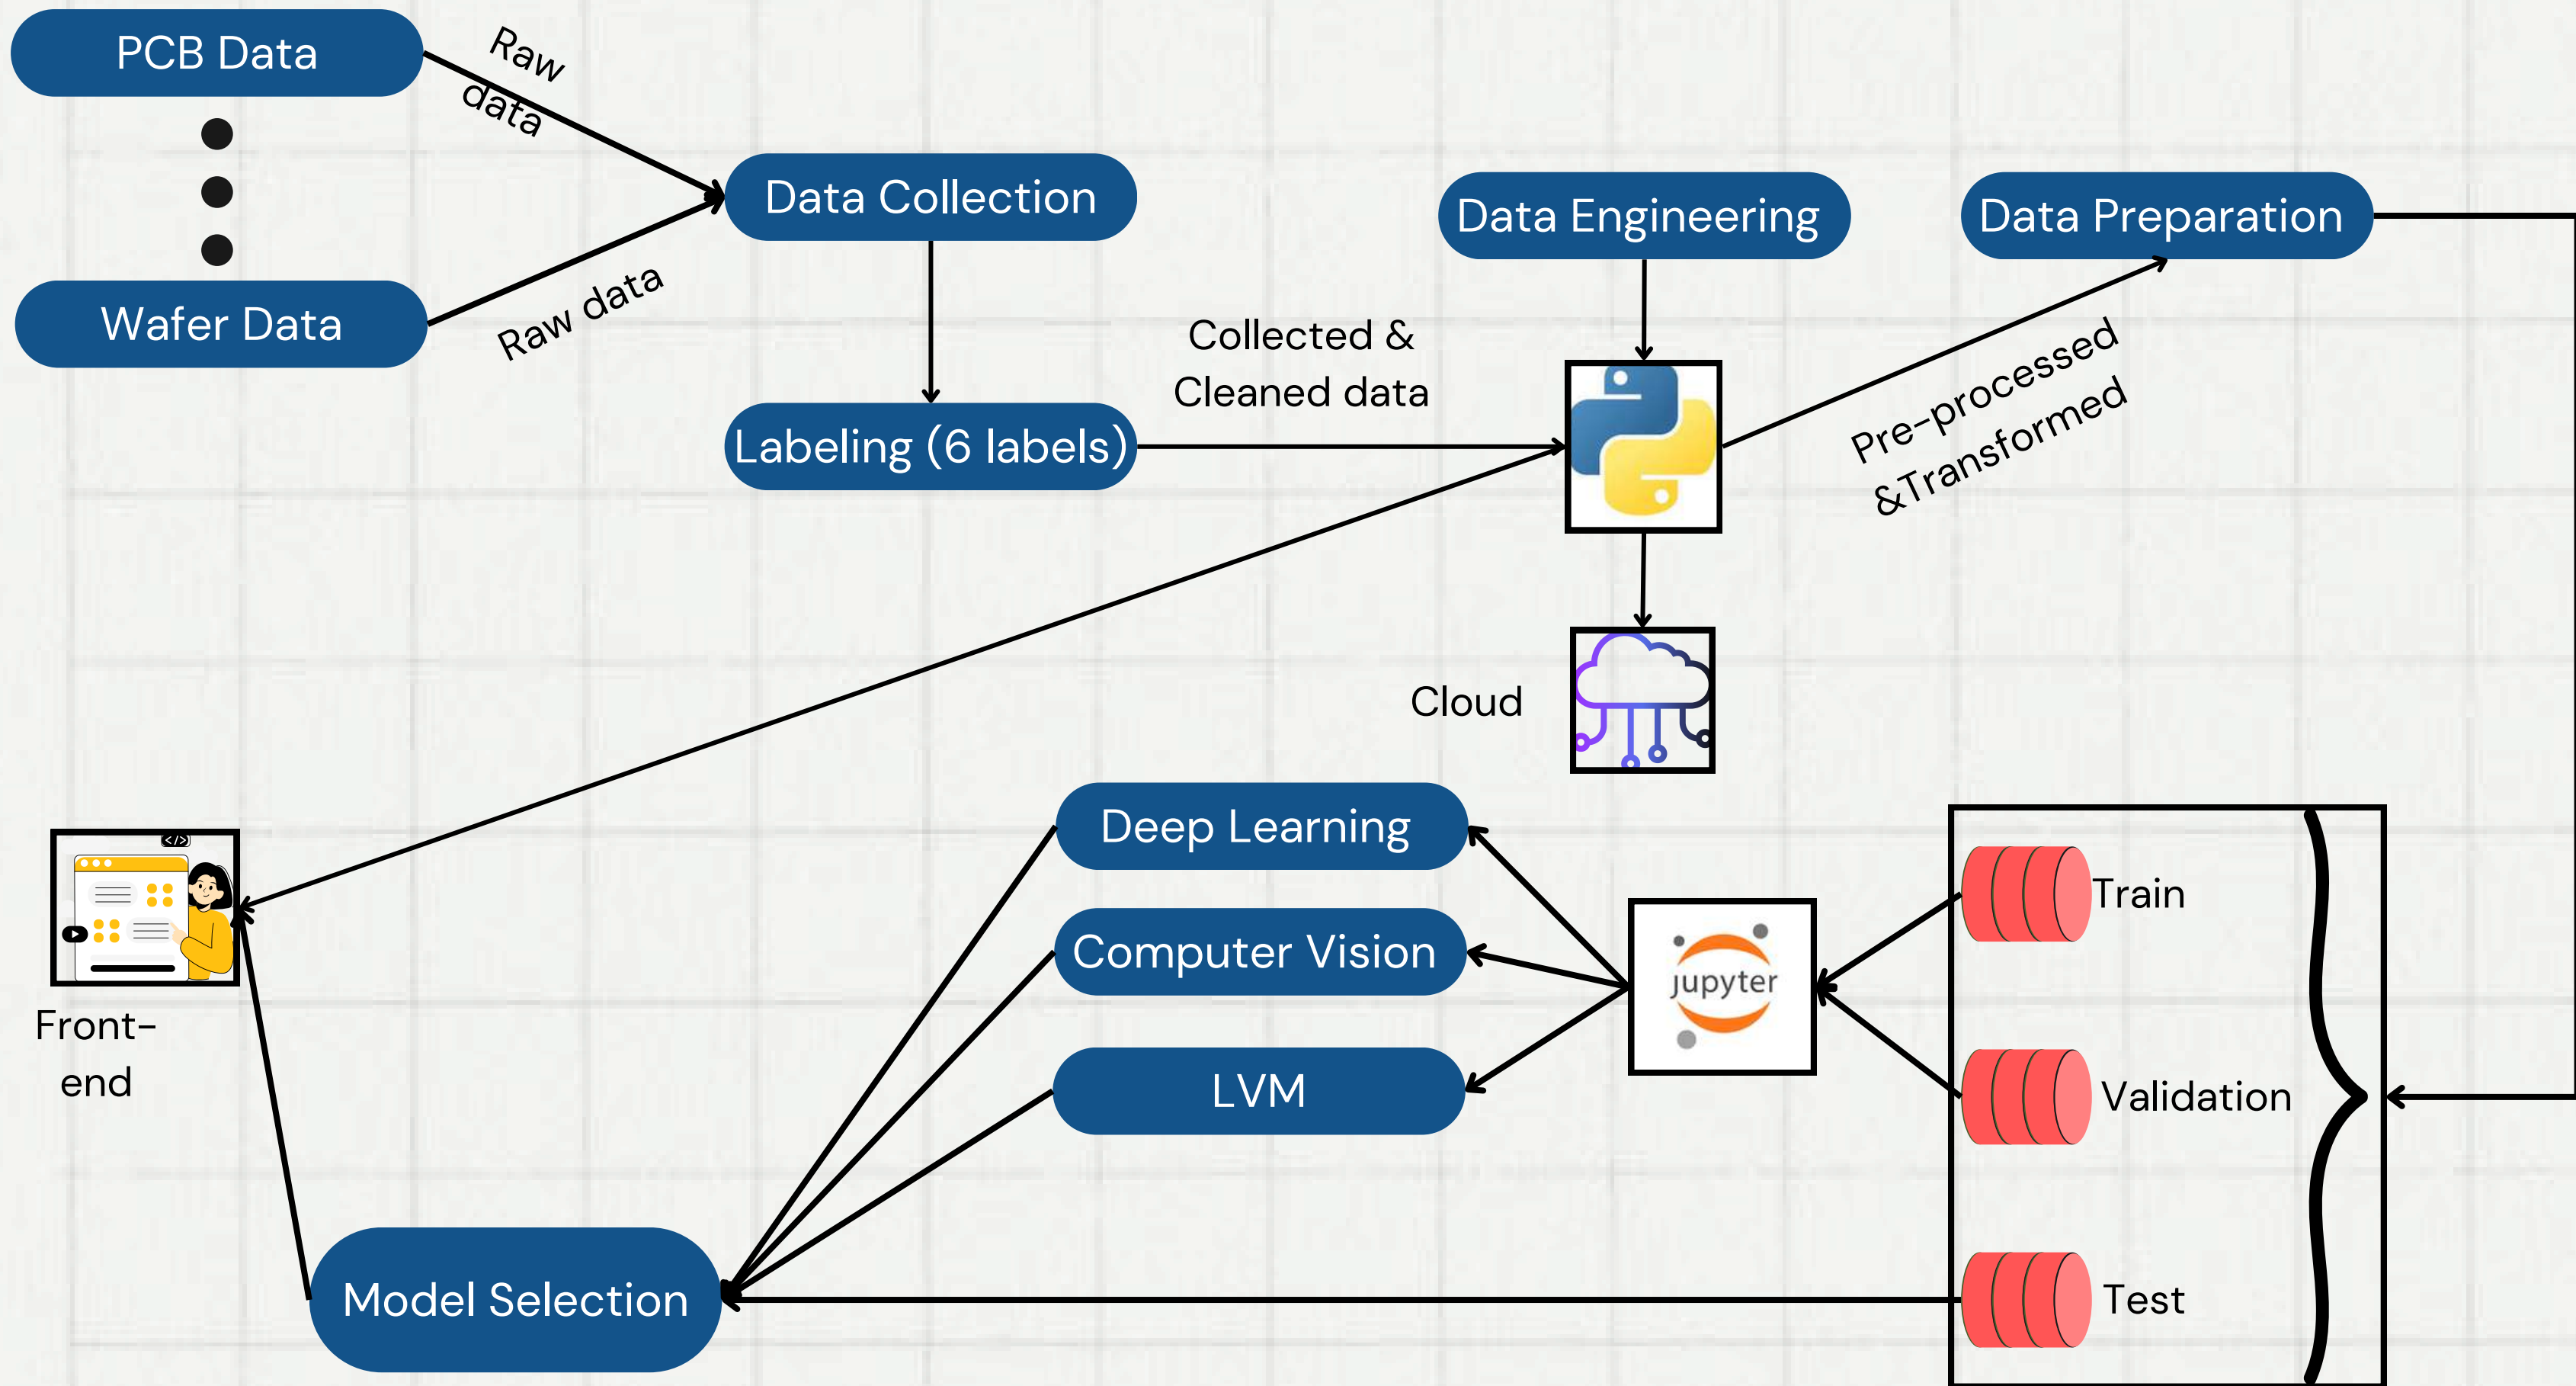 PCB Data
Raw
data
Data Collection
Data Engineering
Data Preparation
Wafer Data
Raw data
Collected &
Cleaned data
Pre-processed
&Transformed
Labeling (6 labels)
Cloud
Deep Learning
Train
Computer Vision
jupyter
Front-
end
LVM
Validation
Model Selection
Test